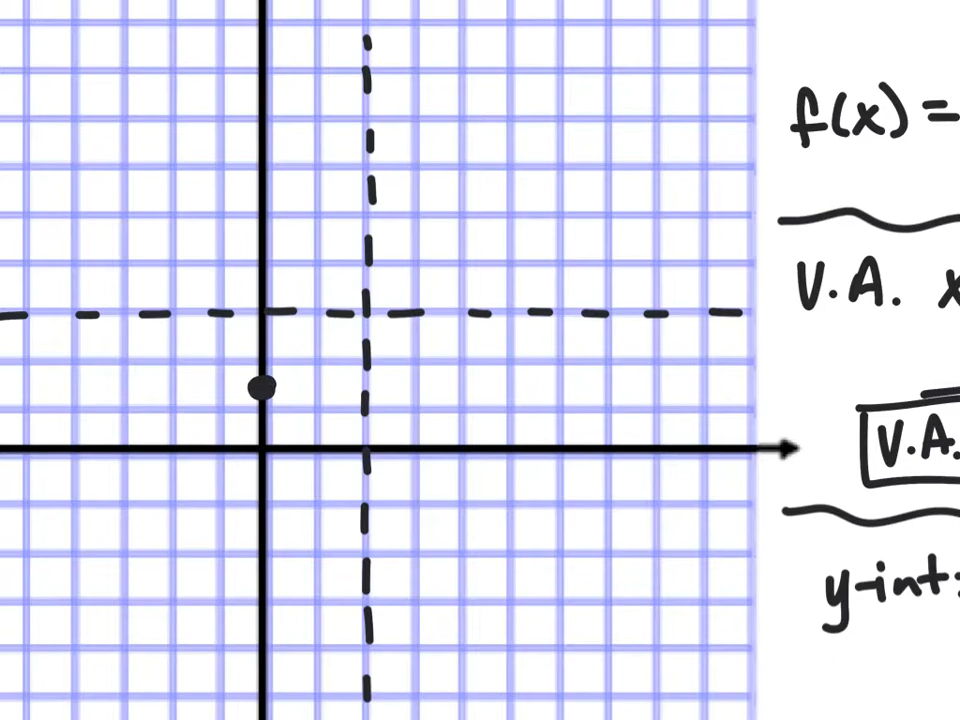 f(x) =
V.A. x
V.A.
y-int: